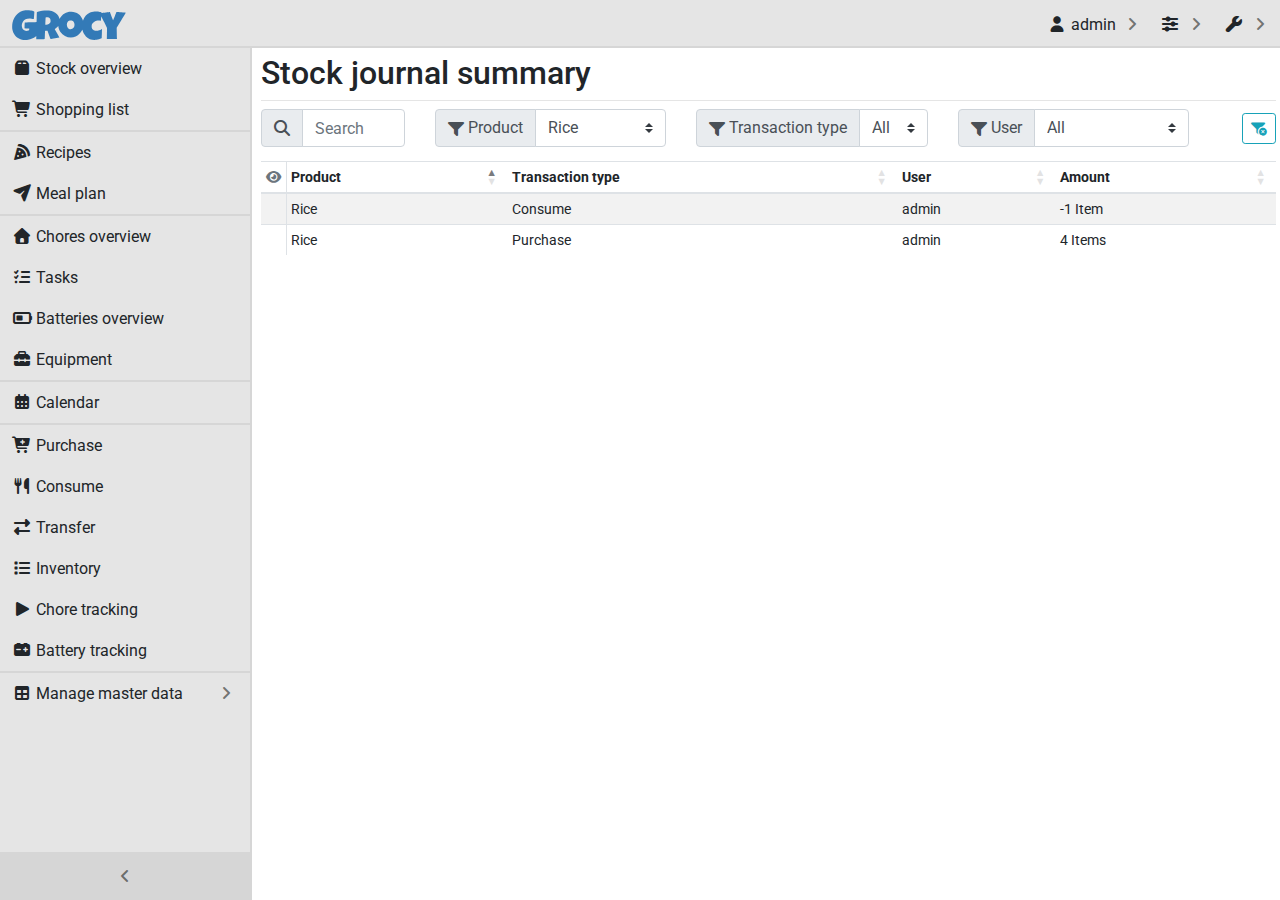 GROCY
admin
Stock overview
Shopping list
Recipes
Meal plan
Chores overview
Tasks
Batteries overview
Equipment
Calendar
Purchase
Consume
Transfer
Inventory
Chore tracking
Battery tracking
Manage master data
Stock journal summary
Search Product Rice Transaction type All User All
Product Transaction type User Amount
Rice Consume admin -1 Item
Rice Purchase admin 4 Items